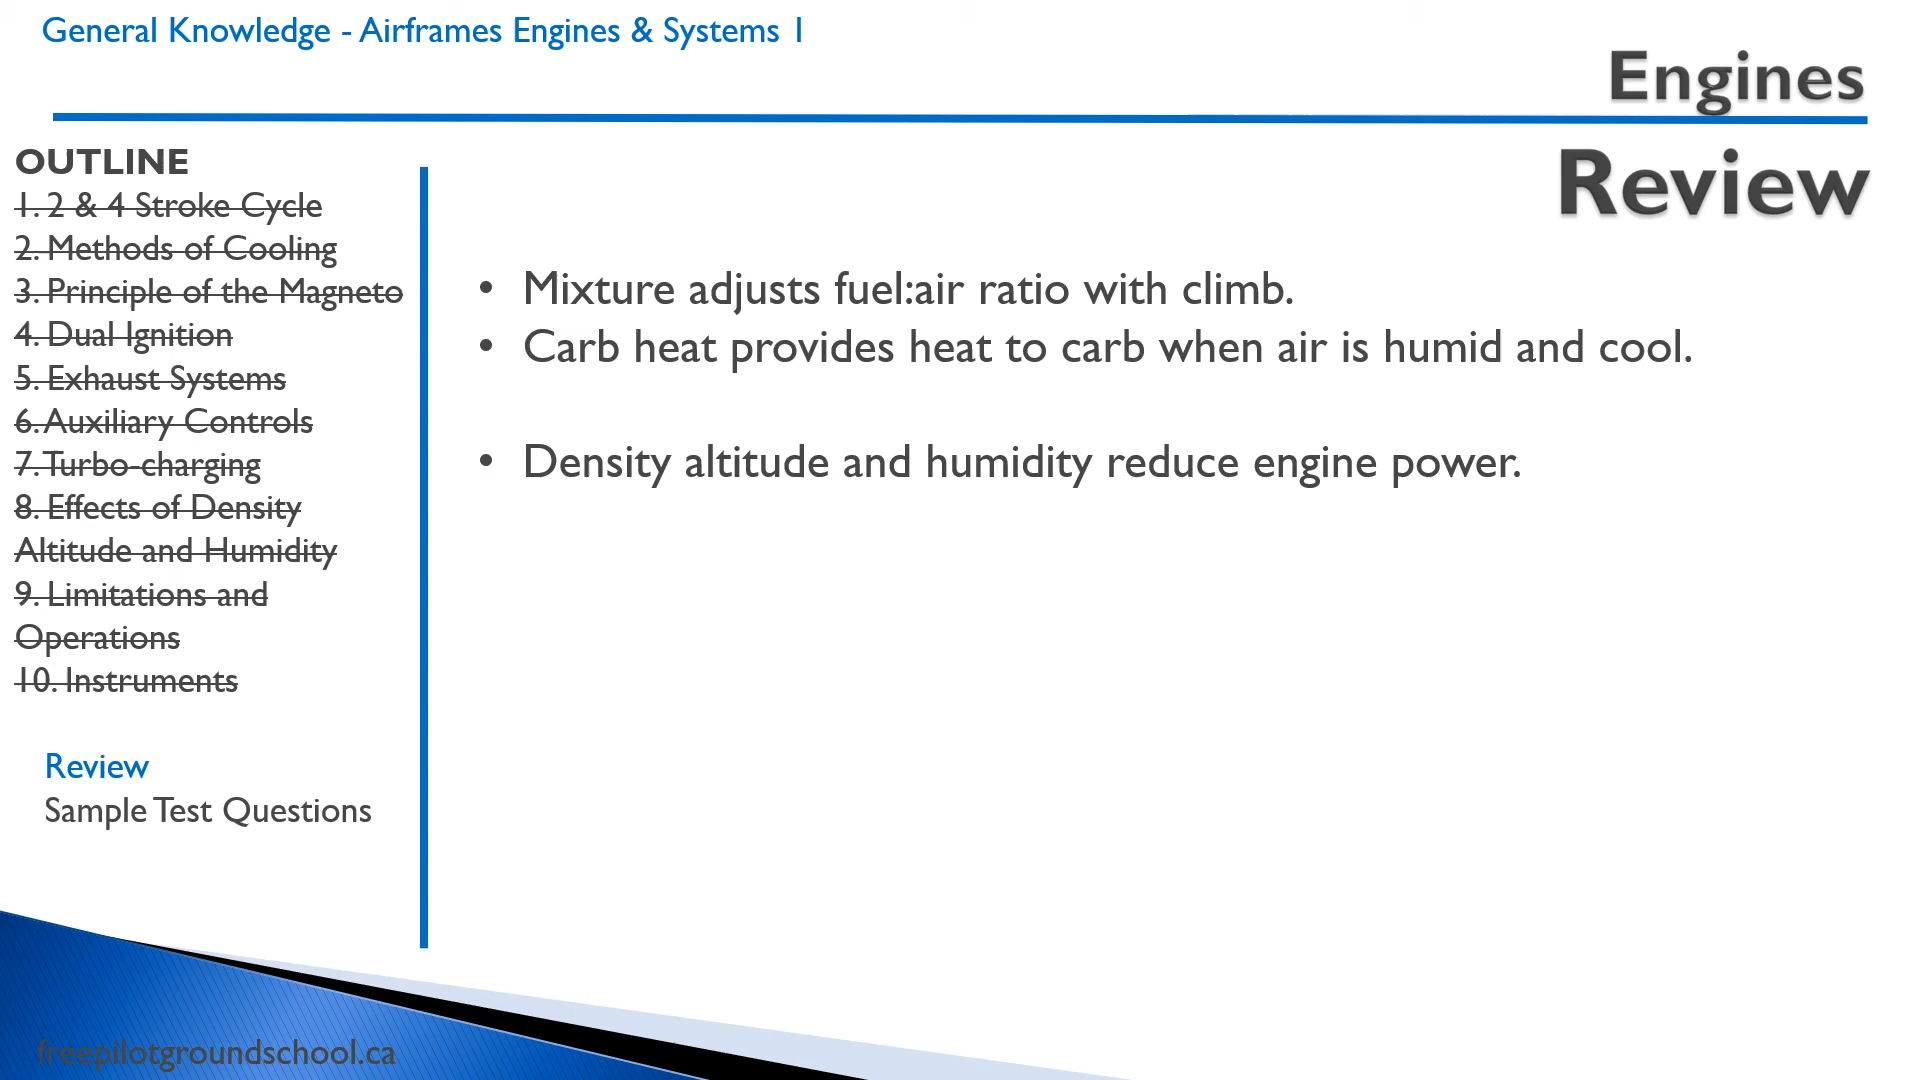 General Knowledge - Airframes Engines & Systems 1
Engines
Review
OUTLINE
1. 2 & 4 Stroke Cycle
2. Methods of Cooling
3. Principle of the Magneto
4. Dual Ignition
5. Exhaust Systems
6. Auxiliary Controls
7. Turbo-charging
8. Effects of Density
Altitude and Humidity
9. Limitations and
Operations
10. Instruments
Review
Sample Test Questions
• Mixture adjusts fuel:air ratio with climb.
• Carb heat provides heat to carb when air is humid and cool.
• Density altitude and humidity reduce engine power.
freepilotgroundschool.ca